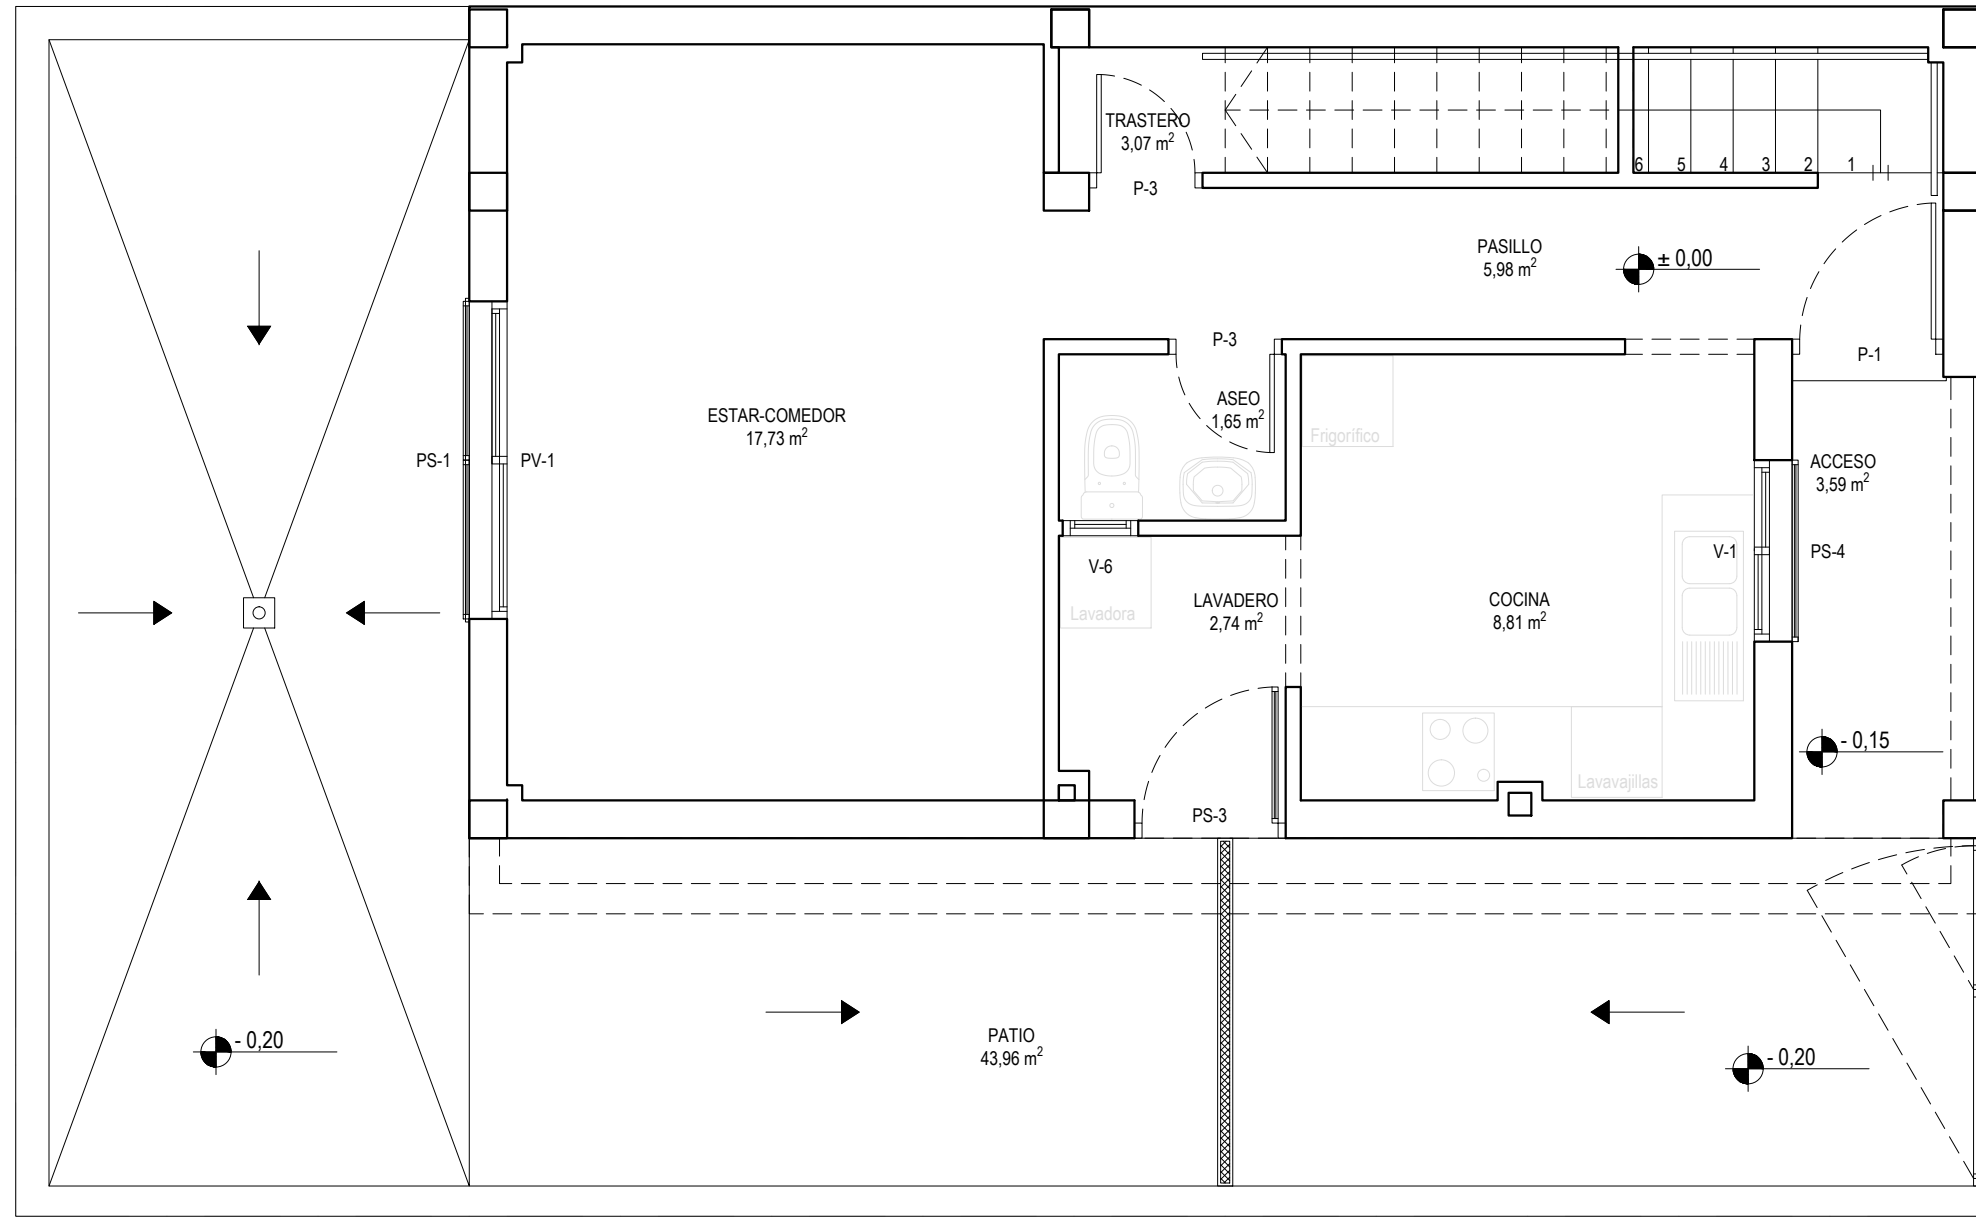 TRASTERO
3,07 m²
P-3
6 5 4 3 2 1
PASILLO
5,98 m²
± 0,00
P-3
P-1
ASEO
1,65 m²
ESTAR-COMEDOR
17,73 m²
Frigorífico
PS-1
PV-1
ACCESO
3,59 m²
V-1
PS-4
V-6
Lavadora
LAVADERO
2,74 m²
COCINA
8,81 m²
- 0,15
Lavavajillas
PS-3
- 0,20
PATIO
43,96 m²
- 0,20